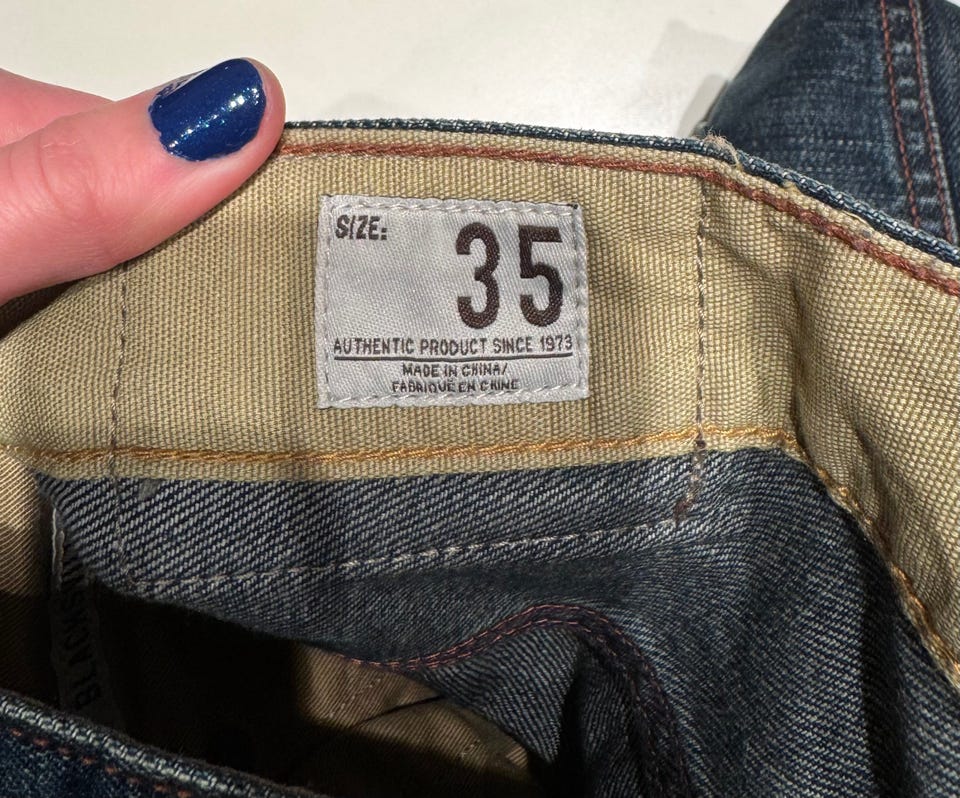 SIZE:
35
AUTHENTIC PRODUCT SINCE 1973
MADE IN CHINA/
FABRIQUÉ EN CHINE